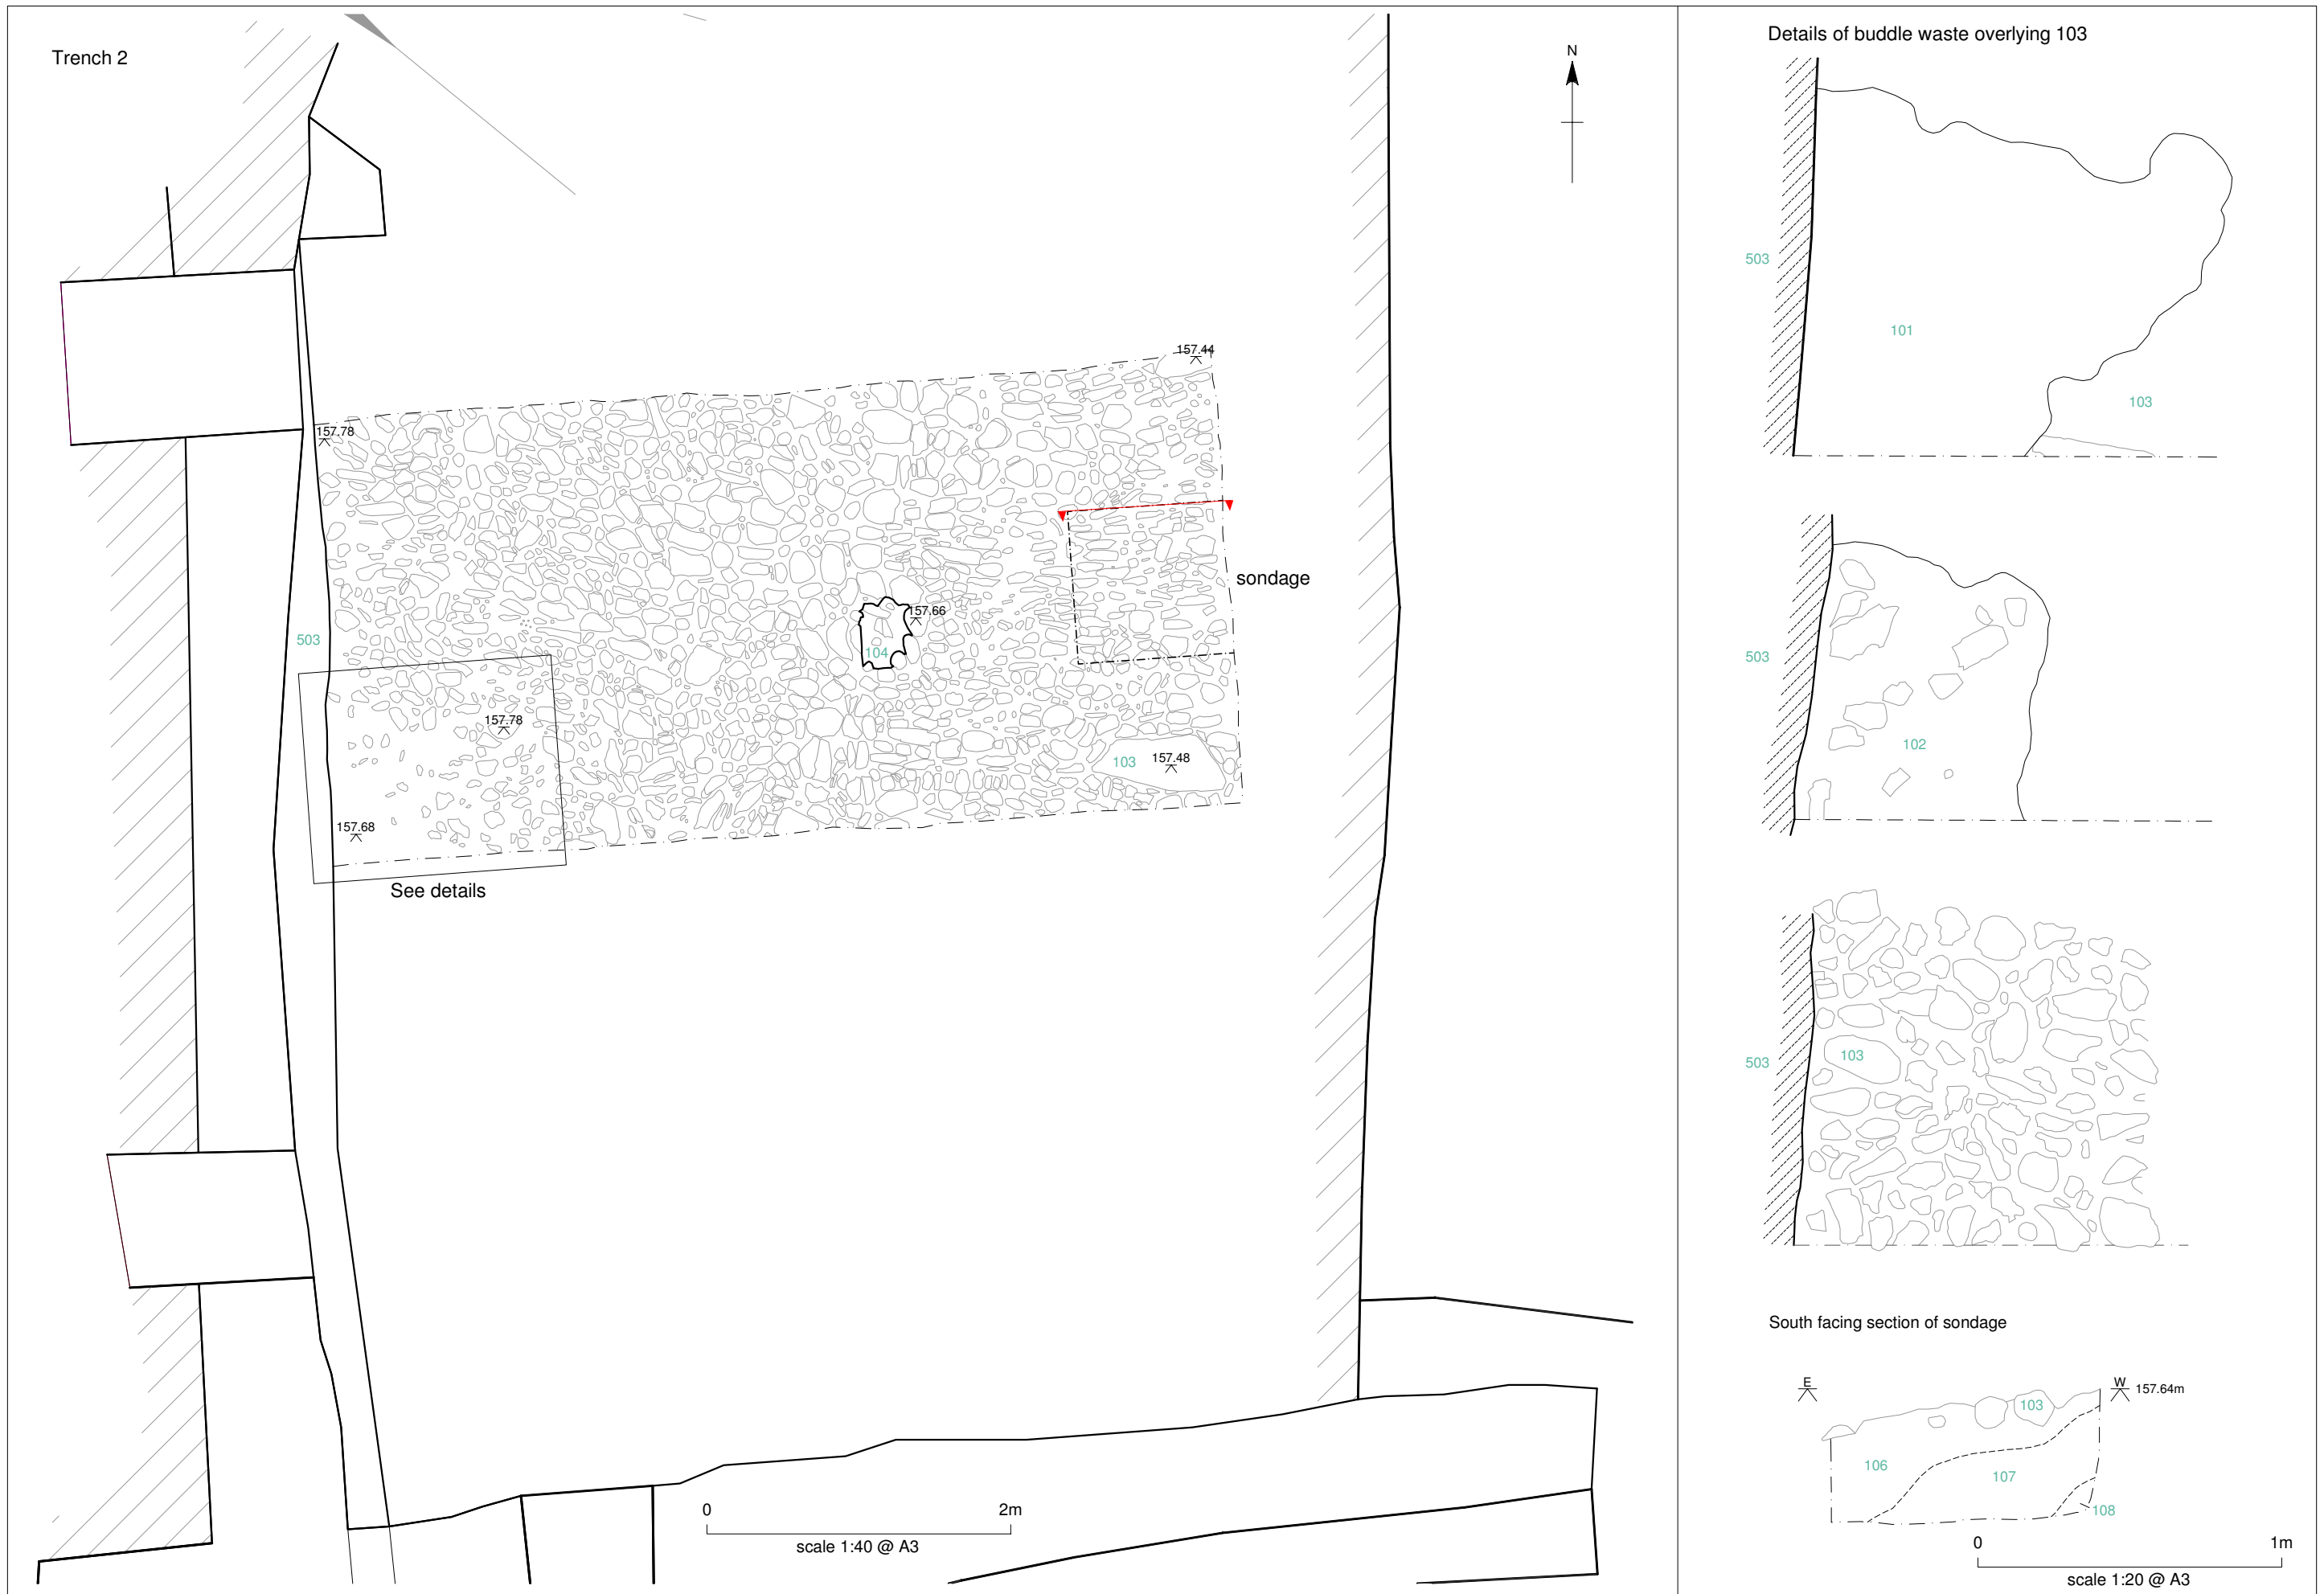 Trench 2
N
157.44
157.78
sondage
157.66
503
104
157.78
103
157.48
157.68
See details
0
2m
scale 1:40 @ A3
Details of buddle waste overlying 103
503
101
103
503
102
503
103
South facing section of sondage
E
W
157.64m
103
106
107
108
0
1m
scale 1:20 @ A3